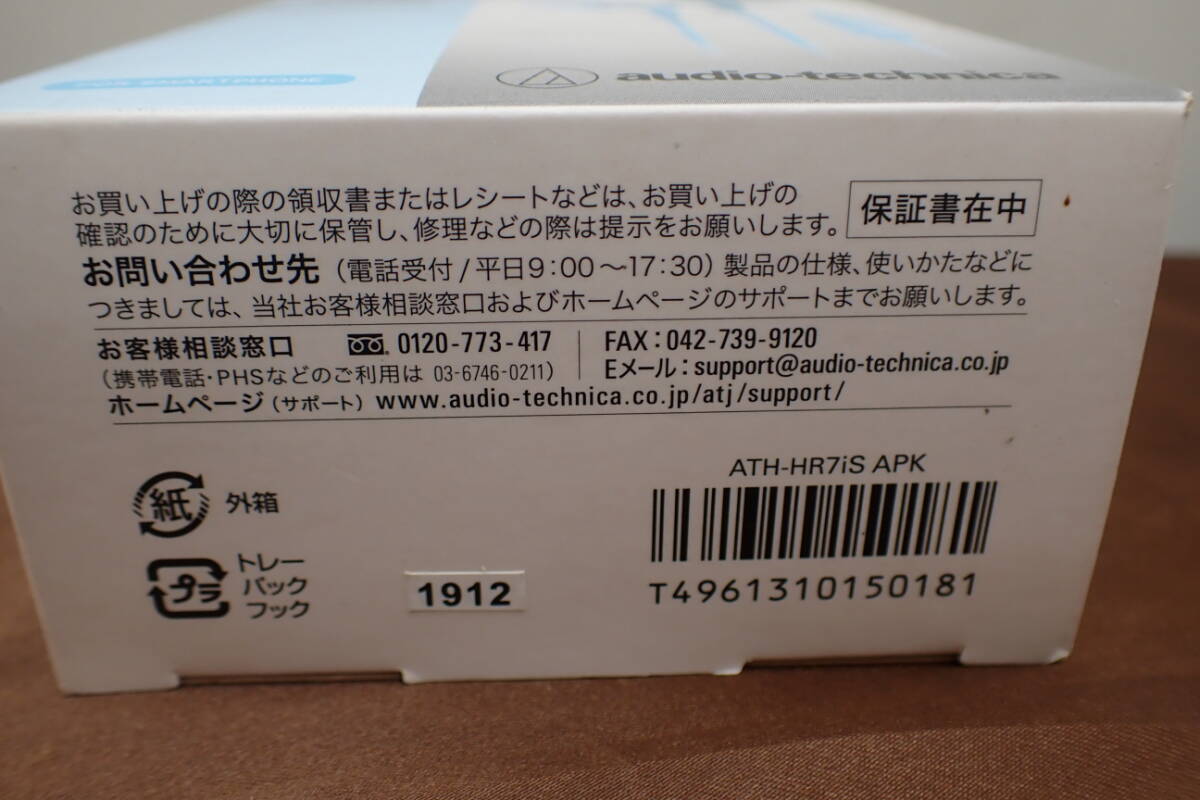 FOR SMARTPHONE
audio-technica
お買い上げの際の領収書またはレシートなどは、お買い上げの
確認のために大切に保管し、修理などの際は提示をお願いします。
保証書在中
お問い合わせ先（電話受付/平日9:00〜17:30）製品の仕様、使いかたなどに
つきましては、当社お客様相談窓口およびホームページのサポートまでお願いします。
お客様相談窓口 0120-773-417
（携帯電話・PHSなどのご利用は 03-6746-0211）
FAX：042-739-9120
Eメール：support@audio-technica.co.jp
ホームページ（サポート）www.audio-technica.co.jp/atj/support/
紙 外箱
プラ トレー
パック
フック
1912
ATH-HR7iS APK
T4961310150181